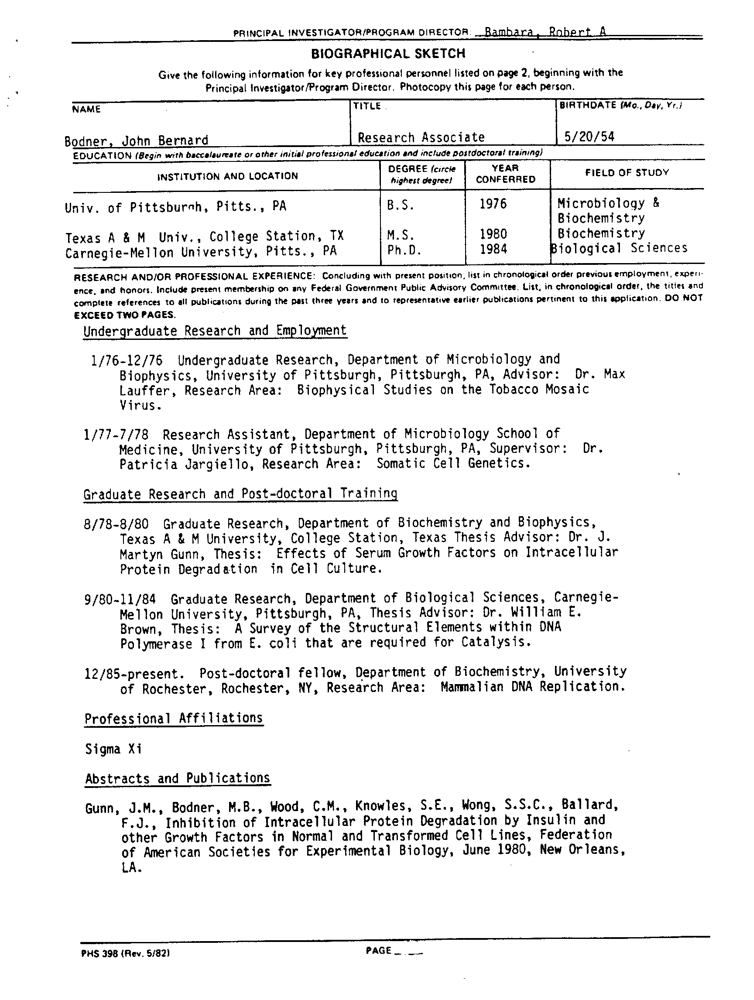 PRINCIPAL INVESTIGATOR/PROGRAM DIRECTOR: Bambara, Robert A
BIOGRAPHICAL SKETCH
Give the following information for key professional personnel listed on page 2, beginning with the
Principal Investigator/Program Director. Photocopy this page for each person.
NAME TITLE BIRTHDATE (Mo., Day, Yr.)
Bodner, John Bernard Research Associate 5/20/54
EDUCATION (Begin with baccalaureate or other initial professional education and include postdoctoral training)
INSTITUTION AND LOCATION DEGREE (circle highest degree) YEAR CONFERRED FIELD OF STUDY
Univ. of Pittsburgh, Pitts., PA B.S. 1976 Microbiology &
Biochemistry
Texas A & M Univ., College Station, TX M.S. 1980 Biochemistry
Carnegie-Mellon University, Pitts., PA Ph.D. 1984 Biological Sciences
RESEARCH AND/OR PROFESSIONAL EXPERIENCE: Concluding with present position, list in chronological order previous employment, experi-
ence, and honors. Include present membership on any Federal Government Public Advisory Committee. List, in chronological order, the titles and
complete references to all publications during the past three years and to representative earlier publications pertinent to this application. DO NOT
EXCEED TWO PAGES.
Undergraduate Research and Employment
1/76-12/76 Undergraduate Research, Department of Microbiology and
Biophysics, University of Pittsburgh, Pittsburgh, PA, Advisor: Dr. Max
Lauffer, Research Area: Biophysical Studies on the Tobacco Mosaic
Virus.
1/77-7/78 Research Assistant, Department of Microbiology School of
Medicine, University of Pittsburgh, Pittsburgh, PA, Supervisor: Dr.
Patricia Jargiello, Research Area: Somatic Cell Genetics.
Graduate Research and Post-doctoral Training
8/78-8/80 Graduate Research, Department of Biochemistry and Biophysics,
Texas A & M University, College Station, Texas Thesis Advisor: Dr. J.
Martyn Gunn, Thesis: Effects of Serum Growth Factors on Intracellular
Protein Degradation in Cell Culture.
9/80-11/84 Graduate Research, Department of Biological Sciences, Carnegie-
Mellon University, Pittsburgh, PA, Thesis Advisor: Dr. William E.
Brown, Thesis: A Survey of the Structural Elements within DNA
Polymerase I from E. coli that are required for Catalysis.
12/85-present. Post-doctoral fellow, Department of Biochemistry, University
of Rochester, Rochester, NY, Research Area: Mammalian DNA Replication.
Professional Affiliations
Sigma Xi
Abstracts and Publications
Gunn, J.M., Bodner, M.B., Wood, C.M., Knowles, S.E., Wong, S.S.C., Ballard,
F.J., Inhibition of Intracellular Protein Degradation by Insulin and
other Growth Factors in Normal and Transformed Cell Lines, Federation
of American Societies for Experimental Biology, June 1980, New Orleans,
LA.
PHS 398 (Rev. 5/82) PAGE